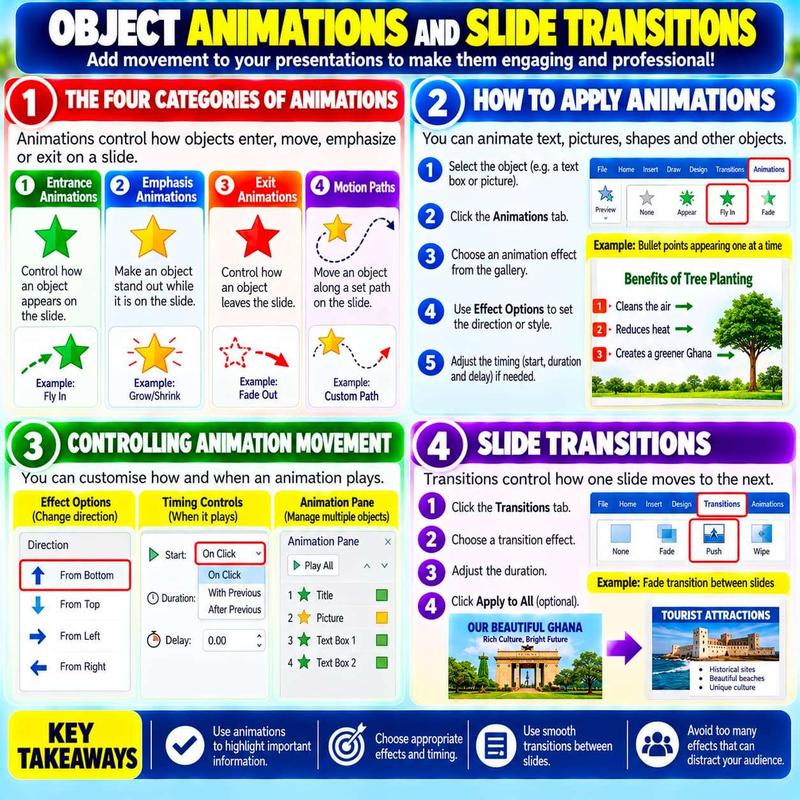 OBJECT ANIMATIONS AND SLIDE TRANSITIONS
Add movement to your presentations to make them engaging and professional!
1 THE FOUR CATEGORIES OF ANIMATIONS
Animations control how objects enter, move, emphasize
or exit on a slide.
1 Entrance
Animations
Control how
an object
appears on
the slide.
Example:
Fly In
2 Emphasis
Animations
Make an object
stand out while
it is on the slide.
Example:
Grow/Shrink
3 Exit
Animations
Control how
an object
leaves the slide.
Example:
Fade Out
4 Motion Paths
Move an object
along a set path
on the slide.
Example:
Custom Path
2 HOW TO APPLY ANIMATIONS
You can animate text, pictures, shapes and other objects.
1 Select the object (e.g. a text
box or picture).
2 Click the Animations tab.
3 Choose an animation effect
from the gallery.
4 Use Effect Options to set
the direction or style.
5 Adjust the timing (start, duration
and delay) if needed.
File Home Insert Draw Design Transitions Animations
Preview None Appear Fly In Fade
Example: Bullet points appearing one at a time
Benefits of Tree Planting
1 Cleans the air
2 Reduces heat
3 Creates a greener Ghana
3 CONTROLLING ANIMATION MOVEMENT
You can customise how and when an animation plays.
Effect Options
(Change direction)
Direction
From Bottom
From Top
From Left
From Right
Timing Controls
(When it plays)
Start: On Click
On Click
With Previous
After Previous
Duration:
Delay: 0.00
Animation Pane
(Manage multiple objects)
Animation Pane X
Play All
1 Title
2 Picture
3 Text Box 1
4 Text Box 2
4 SLIDE TRANSITIONS
Transitions control how one slide moves to the next.
1 Click the Transitions tab.
2 Choose a transition effect.
3 Adjust the duration.
4 Click Apply to All (optional).
File Home Insert Design Transitions Animations
None Fade Push Wipe
Example: Fade transition between slides
OUR BEAUTIFUL GHANA
Rich Culture, Bright Future
TOURIST ATTRACTIONS
• Historical sites
• Beautiful beaches
• Unique culture
KEY
TAKEAWAYS
Use animations
to highlight important
information.
Choose appropriate
effects and timing.
Use smooth
transitions between
slides.
Avoid too many
effects that can
distract your audience.